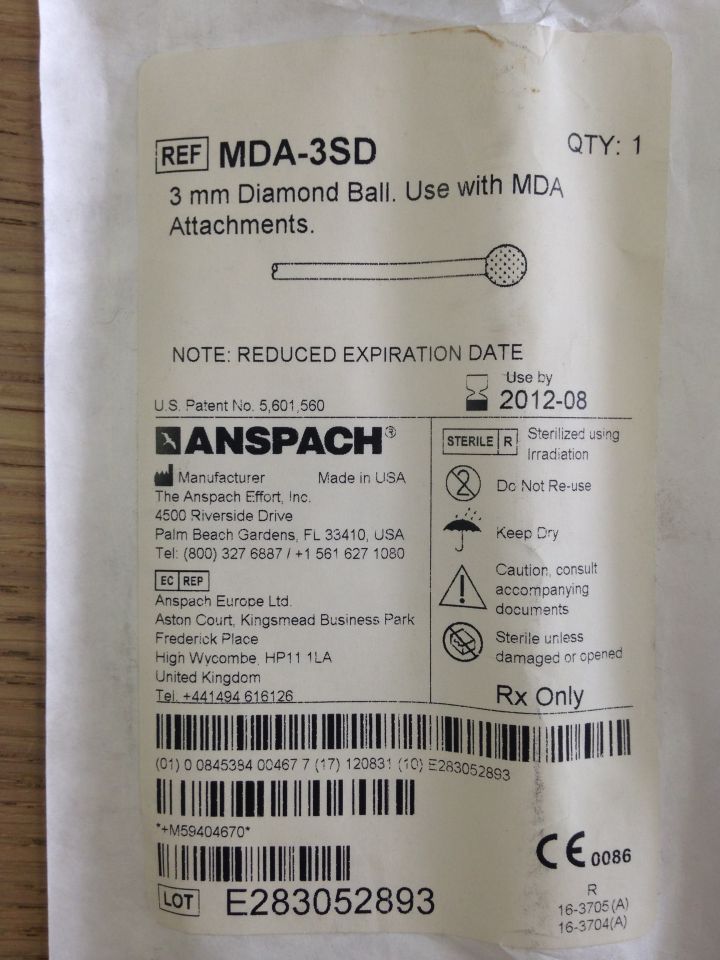 REF MDA-3SD QTY: 1
3 mm Diamond Ball. Use with MDA
Attachments.
NOTE: REDUCED EXPIRATION DATE
Use by
2012-08
U.S. Patent No. 5,601,560
ANSPACH®
Manufacturer Made in USA
The Anspach Effort, Inc.
4500 Riverside Drive
Palm Beach Gardens, FL 33410, USA
Tel: (800) 327 6887 / +1 561 627 1080
EC REP
Anspach Europe Ltd.
Aston Court, Kingsmead Business Park
Frederick Place
High Wycombe, HP11 1LA
United Kingdom
Tel. +441494 616126
STERILE R Sterilized using
Irradiation
2 Do Not Re-use
Keep Dry
Caution, consult
accompanying
documents
Sterile unless
damaged or opened
Rx Only
(01) 0 0845384 00467 7 (17) 120831 (10) E283052893
*+M59404670*
CE 0086
LOT E283052893
R
16-3705(A)
16-3704(A)